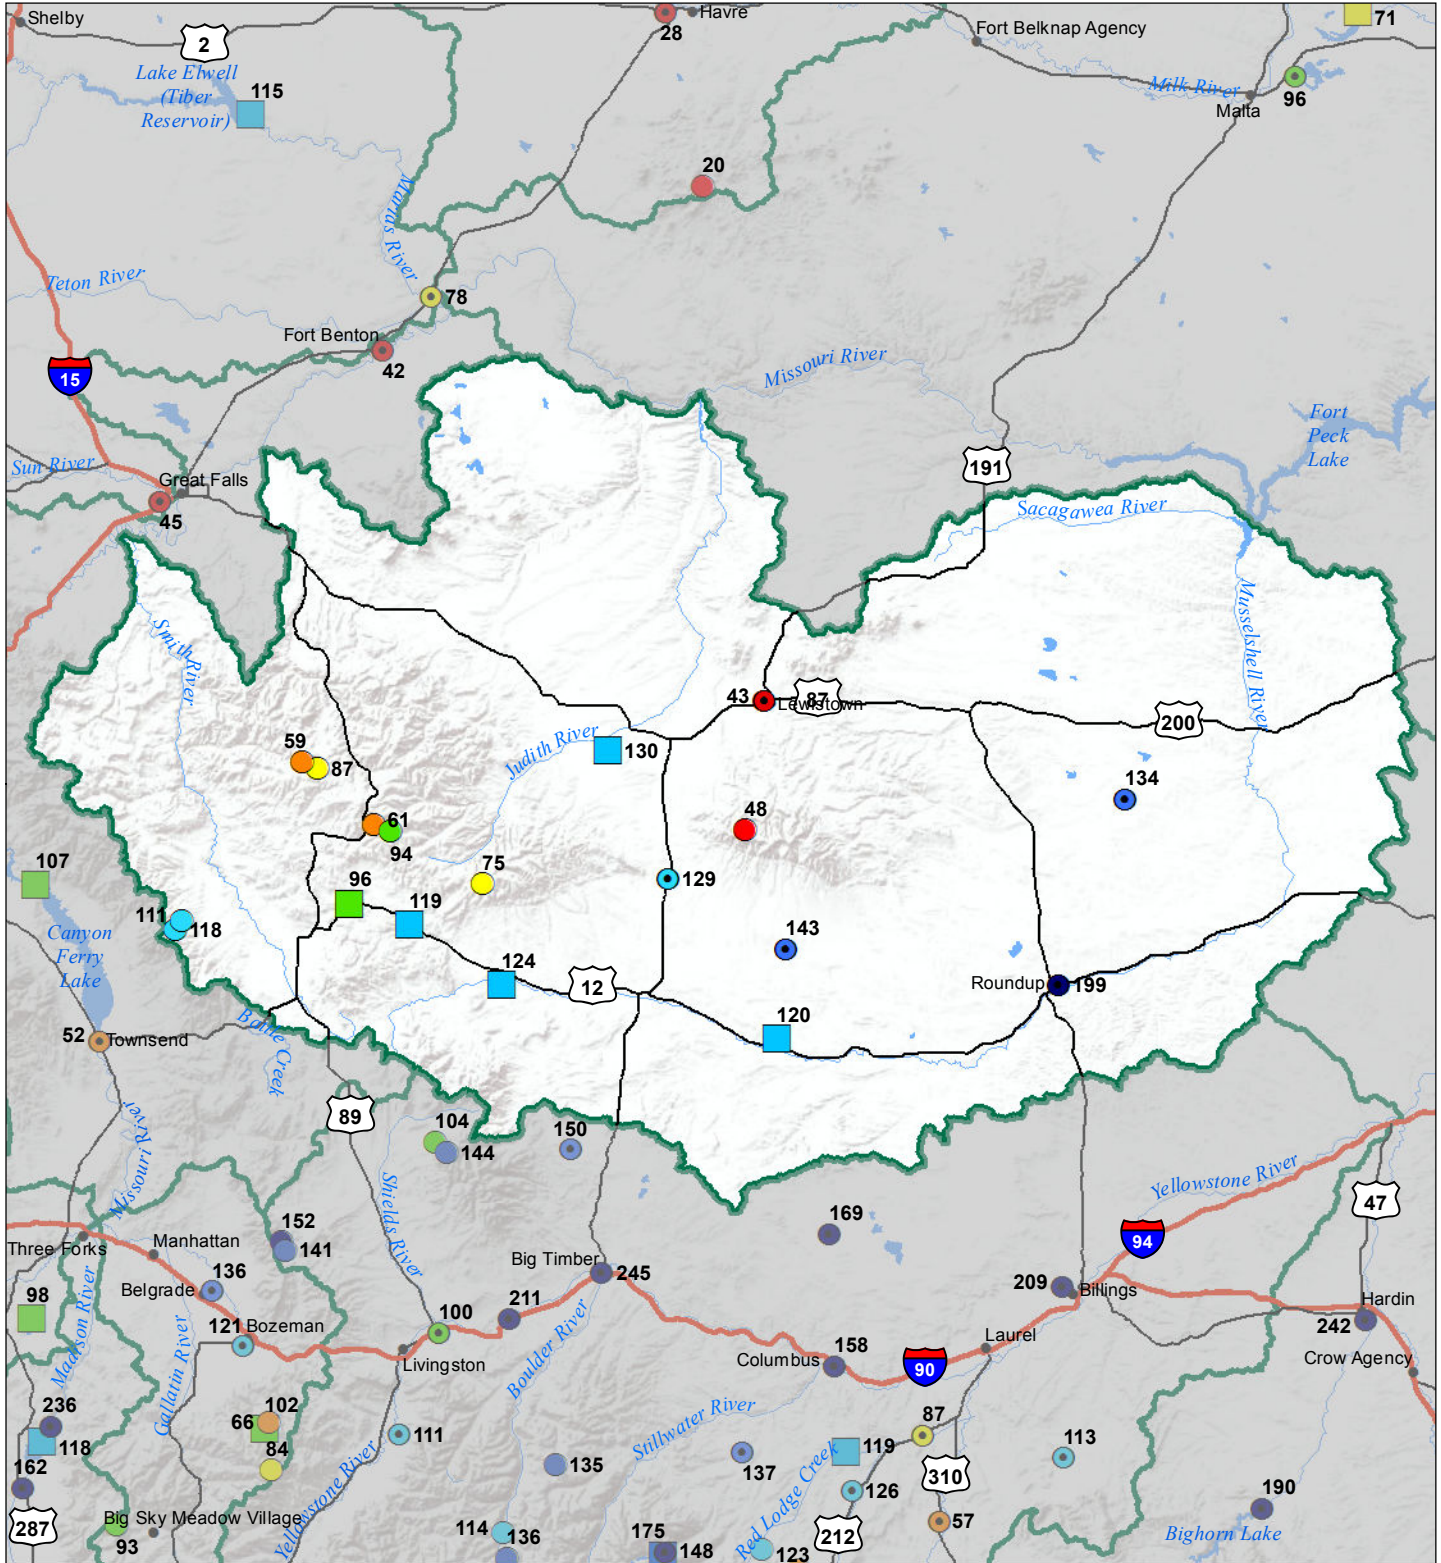 Shelby
2
Havre
28
Fort Belknap Agency
71
Lake Elwell
(Tiber
Reservoir)
115
Milk River
Malta
96
20
Marias River
Teton River
78
Fort Benton
42
15
Missouri River
Fort
Peck
Lake
Sun River
Great Falls
45
191
Sacagawea River
Musselshell River
Smith River
43
87
Lewistown
200
59
87
Judith River
130
134
61
94
48
75
129
107
96
119
111
118
Canyon
Ferry
Lake
143
124
12
Roundup
199
120
52
Townsend
Battle Creek
89
Missouri River
104
144
150
Shields River
Yellowstone River
47
169
94
152
141
Three Forks
Manhattan
Belgrade
136
Big Timber
245
209
Billings
98
Madison River
Gallatin River
121
Bozeman
100
211
Livingston
Boulder River
Columbus
158
90
Laurel
Hardin
242
Crow Agency
236
118
66
102
84
111
Stillwater River
87
119
113
162
135
137
Red Lodge Creek
126
310
190
287
Big Sky Meadow Village
93
Yellowstone River
114
136
175
148
123
212
57
Bighorn Lake